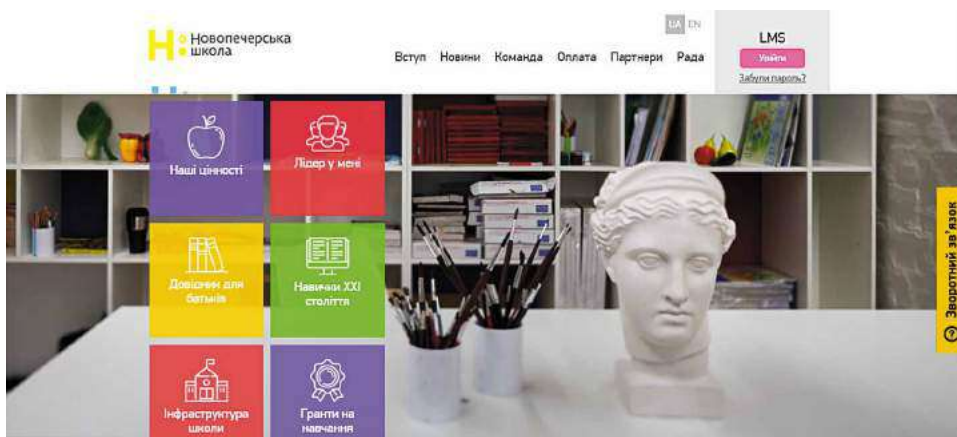 Новопечерська
школа
UA EN
Вступ Новини Команда Оплата Партнери Рада
LMS
Увійти
Забули пароль?
Наші цінності
Лідер у мені
Довідник для
батьків
Навички XXI
століття
Інфраструктура
школи
Гранти на
навчання
Зворотний зв'язок